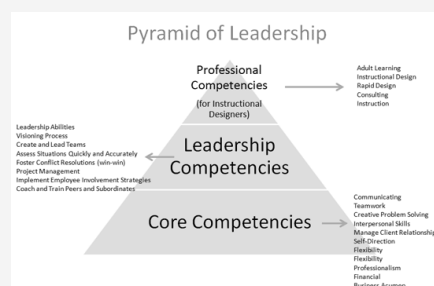 Pyramid of Leadership
Professional
Competencies
(for Instructional
Designers)
Adult Learning
Instructional Design
Rapid Design
Consulting
Instruction
Leadership Abilities
Visioning Process
Create and Lead Teams
Assess Situations Quickly and Accurately
Foster Conflict Resolutions (win-win)
Project Management
Implement Employee Involvement Strategies
Coach and Train Peers and Subordinates
Leadership
Competencies
Core Competencies
Communicating
Teamwork
Creative Problem Solving
Interpersonal Skills
Manage Client Relationship
Self-Direction
Flexibility
Flexibility
Professionalism
Financial
Business Acumen